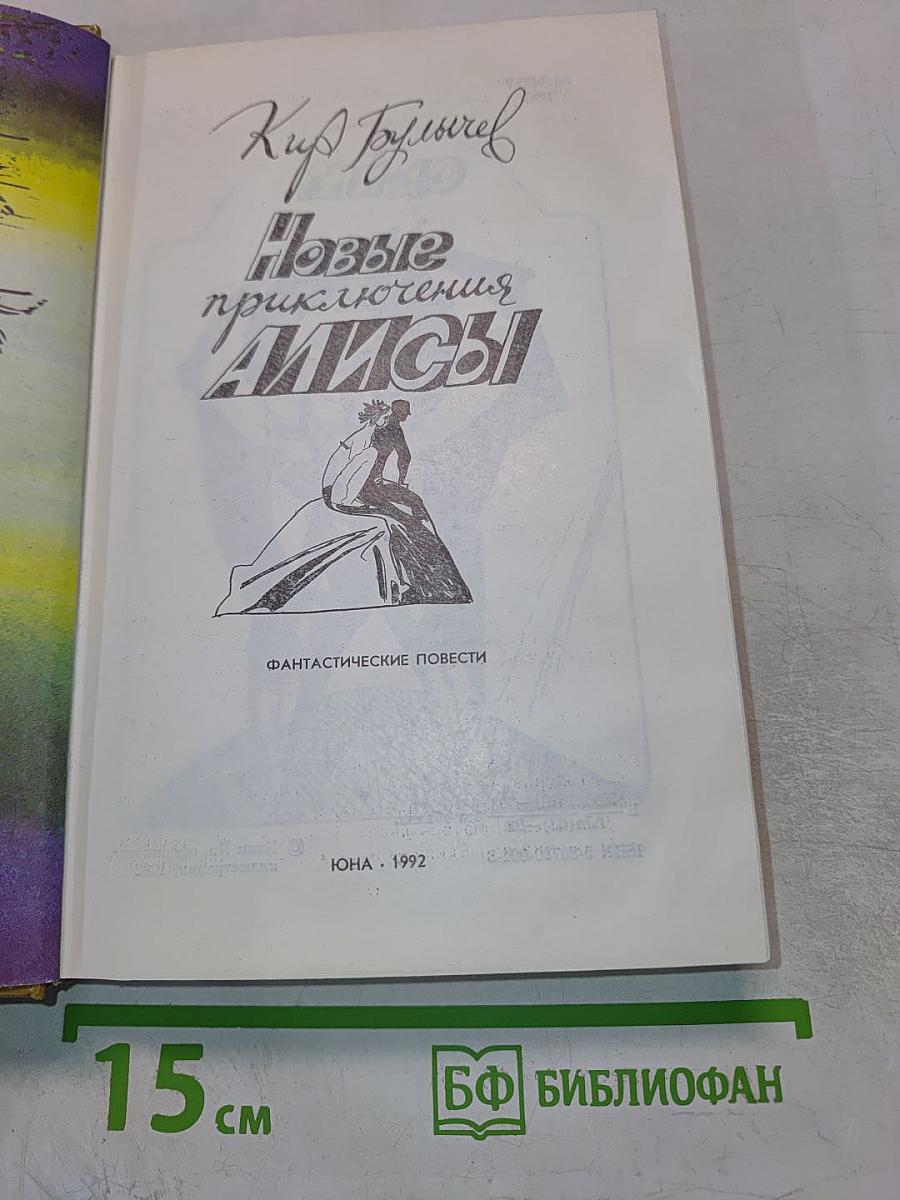 Кир Булычев
Новые
приключения
АЛИСЫ
ФАНТАСТИЧЕСКИЕ ПОВЕСТИ
ЮНА • 1992
15 см
БФ БИБЛИОФАН